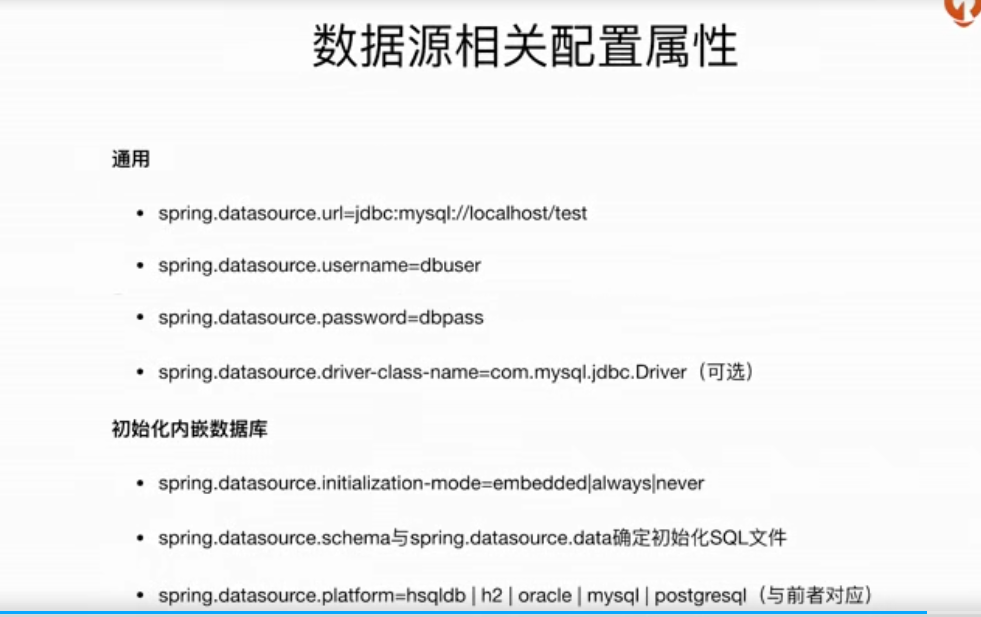 数据源相关配置属性
通用
• spring.datasource.url=jdbc:mysql://localhost/test
• spring.datasource.username=dbuser
• spring.datasource.password=dbpass
• spring.datasource.driver-class-name=com.mysql.jdbc.Driver（可选）
初始化内嵌数据库
• spring.datasource.initialization-mode=embedded|always|never
• spring.datasource.schema与spring.datasource.data确定初始化SQL文件
• spring.datasource.platform=hsqldb | h2 | oracle | mysql | postgresql（与前者对应）